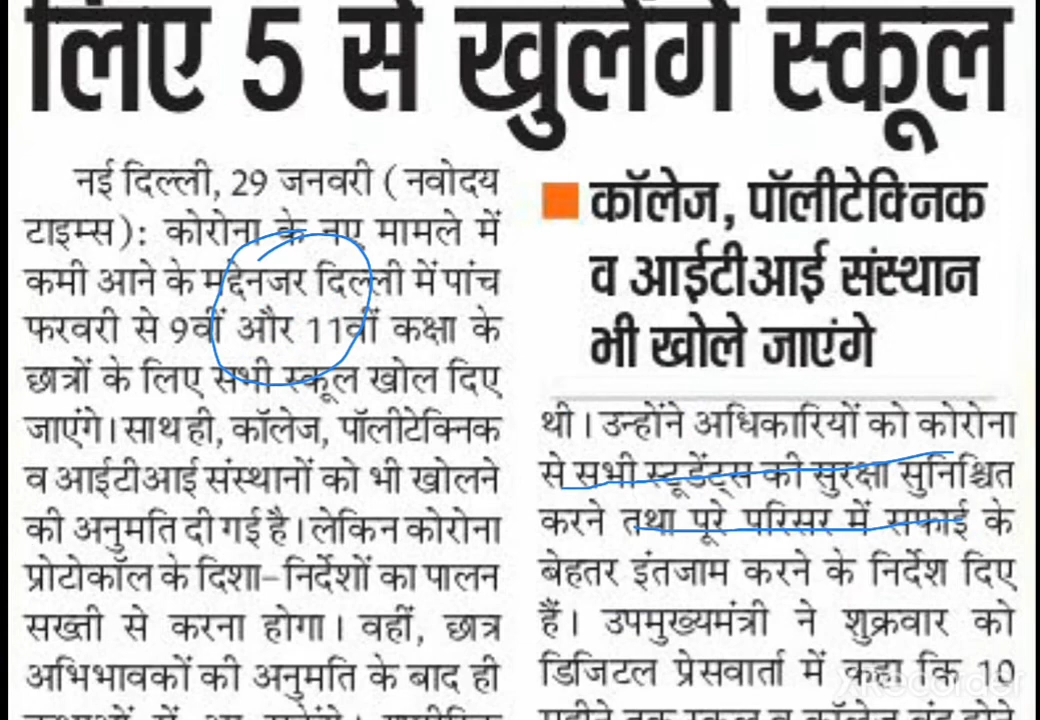 लिए 5 से खुलेंगे स्कूल
नई दिल्ली, 29 जनवरी ( नवोदय
टाइम्स ): कोरोना के नए मामले में
कमी आने के मद्देनजर दिल्ली में पांच
फरवरी से 9वीं और 11वीं कक्षा के
छात्रों के लिए सभी स्कूल खोल दिए
जाएंगे। साथ ही, कॉलेज, पॉलीटेक्निक
व आईटीआई संस्थानों को भी खोलने
की अनुमति दी गई है। लेकिन कोरोना
प्रोटोकॉल के दिशा-निर्देशों का पालन
सख्ती से करना होगा। वहीं, छात्र
अभिभावकों की अनुमति के बाद ही
कॉलेज, पॉलीटेक्निक
व आईटीआई संस्थान
भी खोले जाएंगे
थी। उन्होंने अधिकारियों को कोरोना
से सभी स्टूडेंट्स की सुरक्षा सुनिश्चित
करने तथा पूरे परिसर में सफाई के
बेहतर इंतजाम करने के निर्देश दिए
हैं। उपमुख्यमंत्री ने शुक्रवार को
डिजिटल प्रेसवार्ता में कहा कि 10
XRecorder